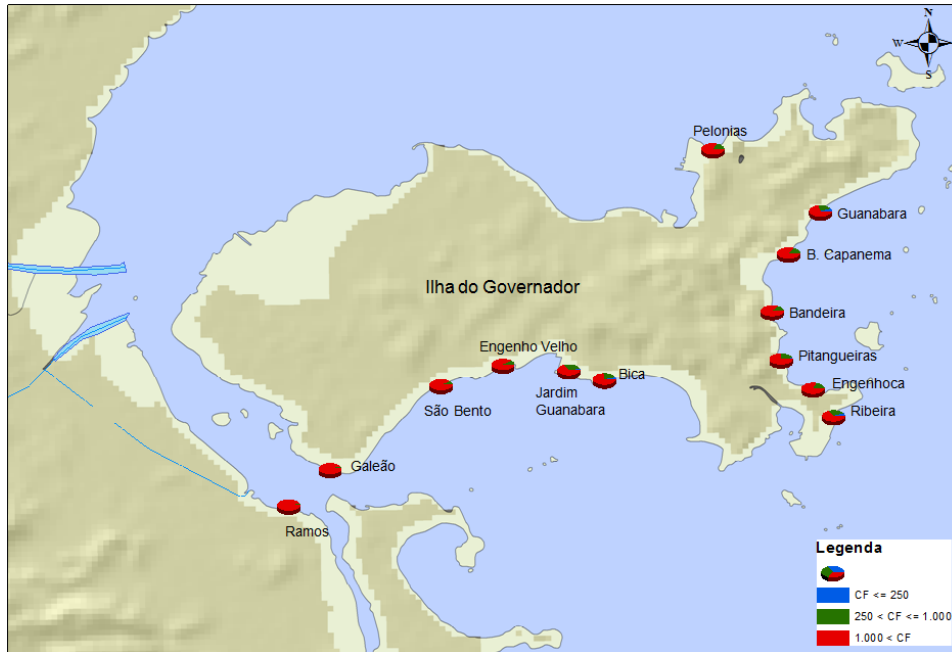 N
W
S
Pelonias
Guanabara
B. Capanema
Ilha do Governador
Bandeira
Engenho Velho
Pitangueiras
Bica
Engenhoca
Jardim
Guanabara
São Bento
Ribeira
Galeão
Ramos
Legenda
CF <= 250
250 < CF <= 1.000
1.000 < CF